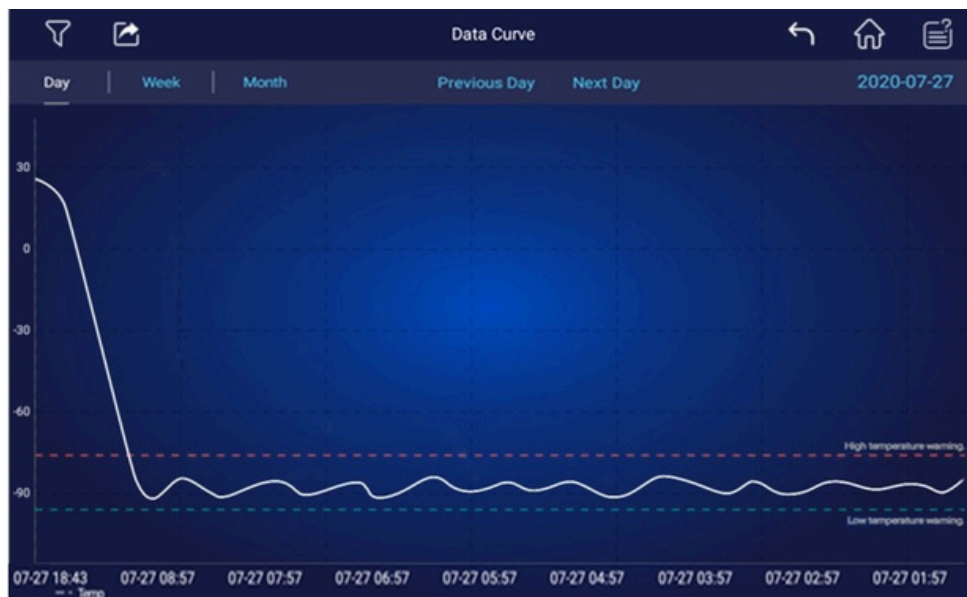 Data Curve
Day Week Month Previous Day Next Day 2020-07-27
30
0
-30
-60
High temperature warning
-90
Low temperature warning
07-27 18:43 07-27 08:57 07-27 07:57 07-27 06:57 07-27 05:57 07-27 04:57 07-27 03:57 07-27 02:57 07-27 01:57
Temp